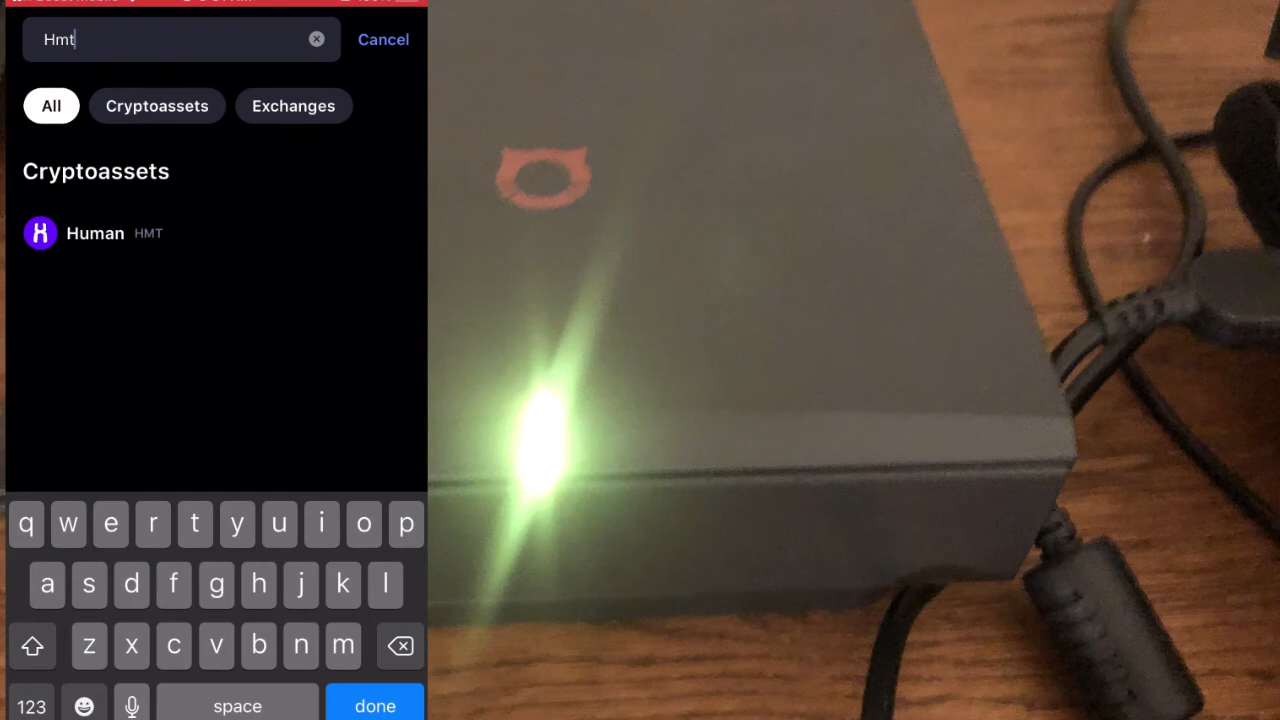 Hmt
Cancel
All
Cryptoassets
Exchanges
Cryptoassets
Human HMT
q w e r t y u i o p
a s d f g h j k l
z x c v b n m
123
space
done